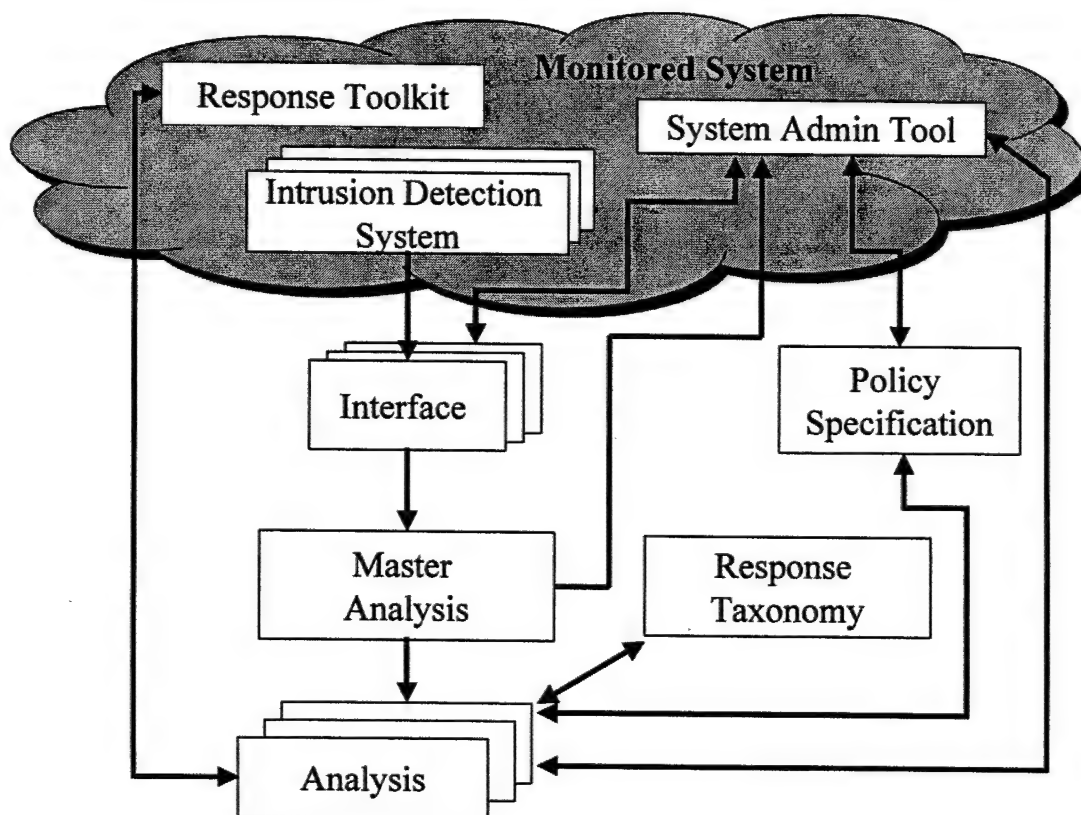 Monitored System
Response Toolkit
System Admin Tool
Intrusion Detection
System
Interface
Policy
Specification
Master
Analysis
Response
Taxonomy
Analysis